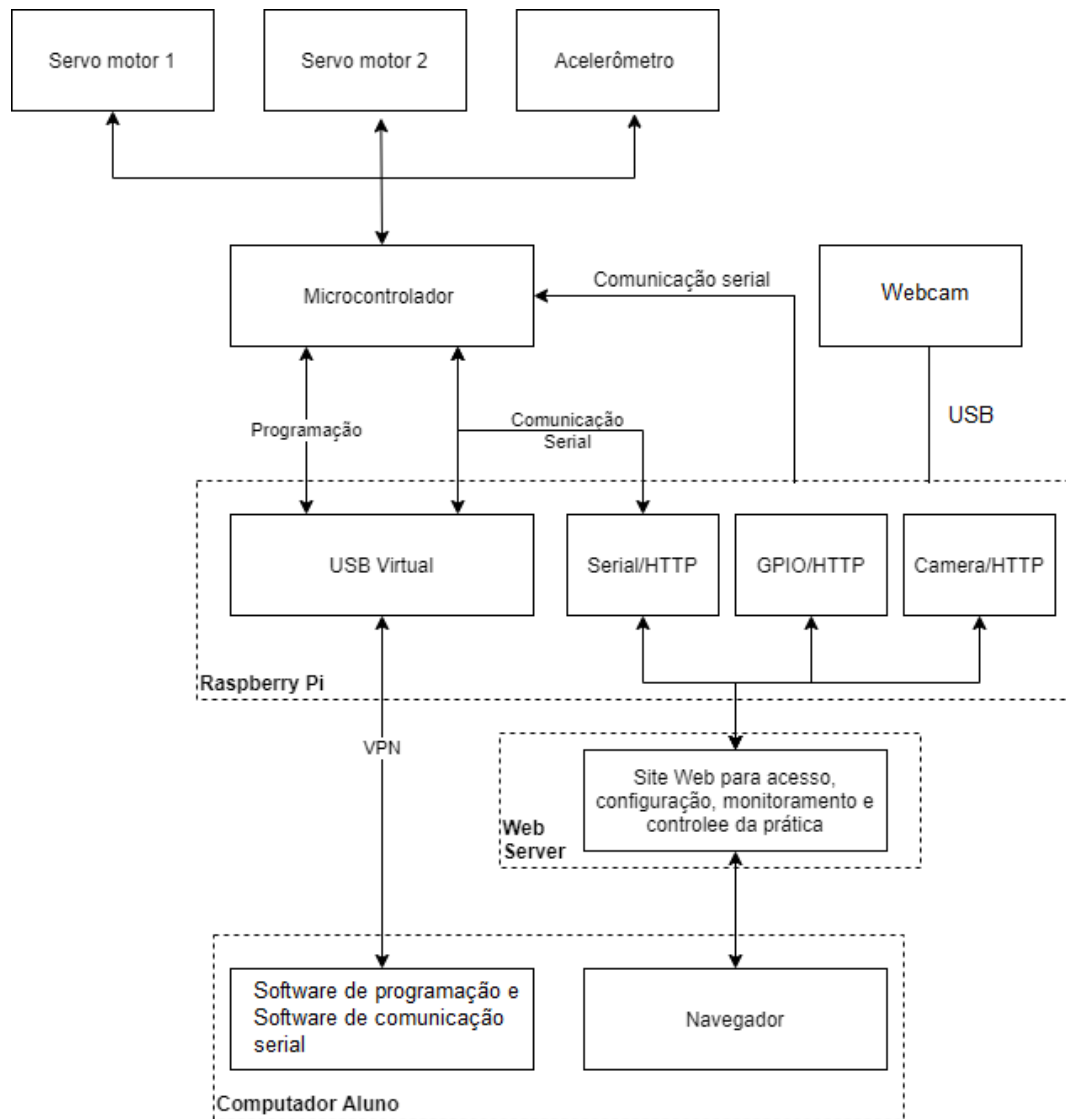 Servo motor 1
Servo motor 2
Acelerômetro
Microcontrolador
Comunicação serial
Webcam
Programação
Comunicação
Serial
USB
USB Virtual
Serial/HTTP
GPIO/HTTP
Camera/HTTP
Raspberry Pi
VPN
Site Web para acesso,
configuração, monitoramento e
controlee da prática
Web
Server
Software de programação e
Software de comunicação
serial
Navegador
Computador Aluno